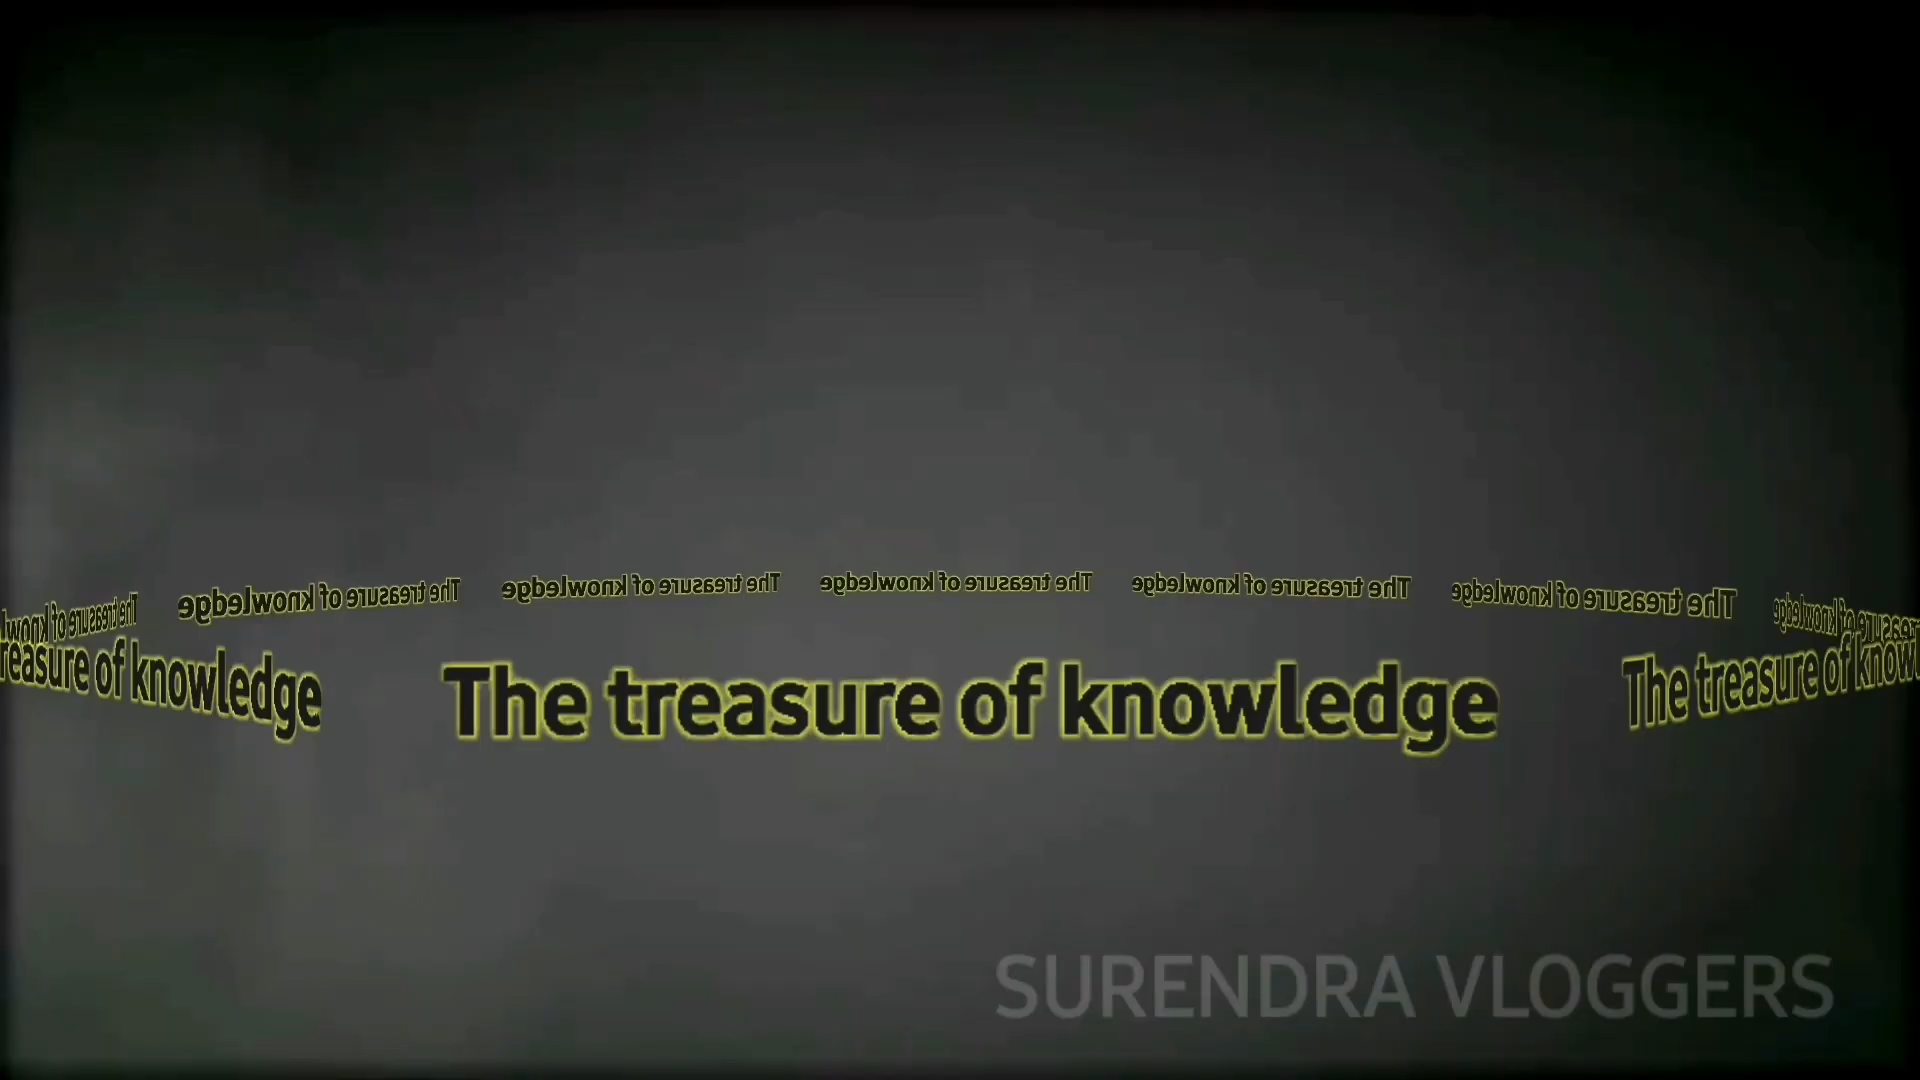 The treasure of knowledge The treasure of knowledge The treasure of knowledge The treasure of knowledge The treasure of knowledge
of knowledge The treasure of knowledge The
SURENDRA VLOGGERS